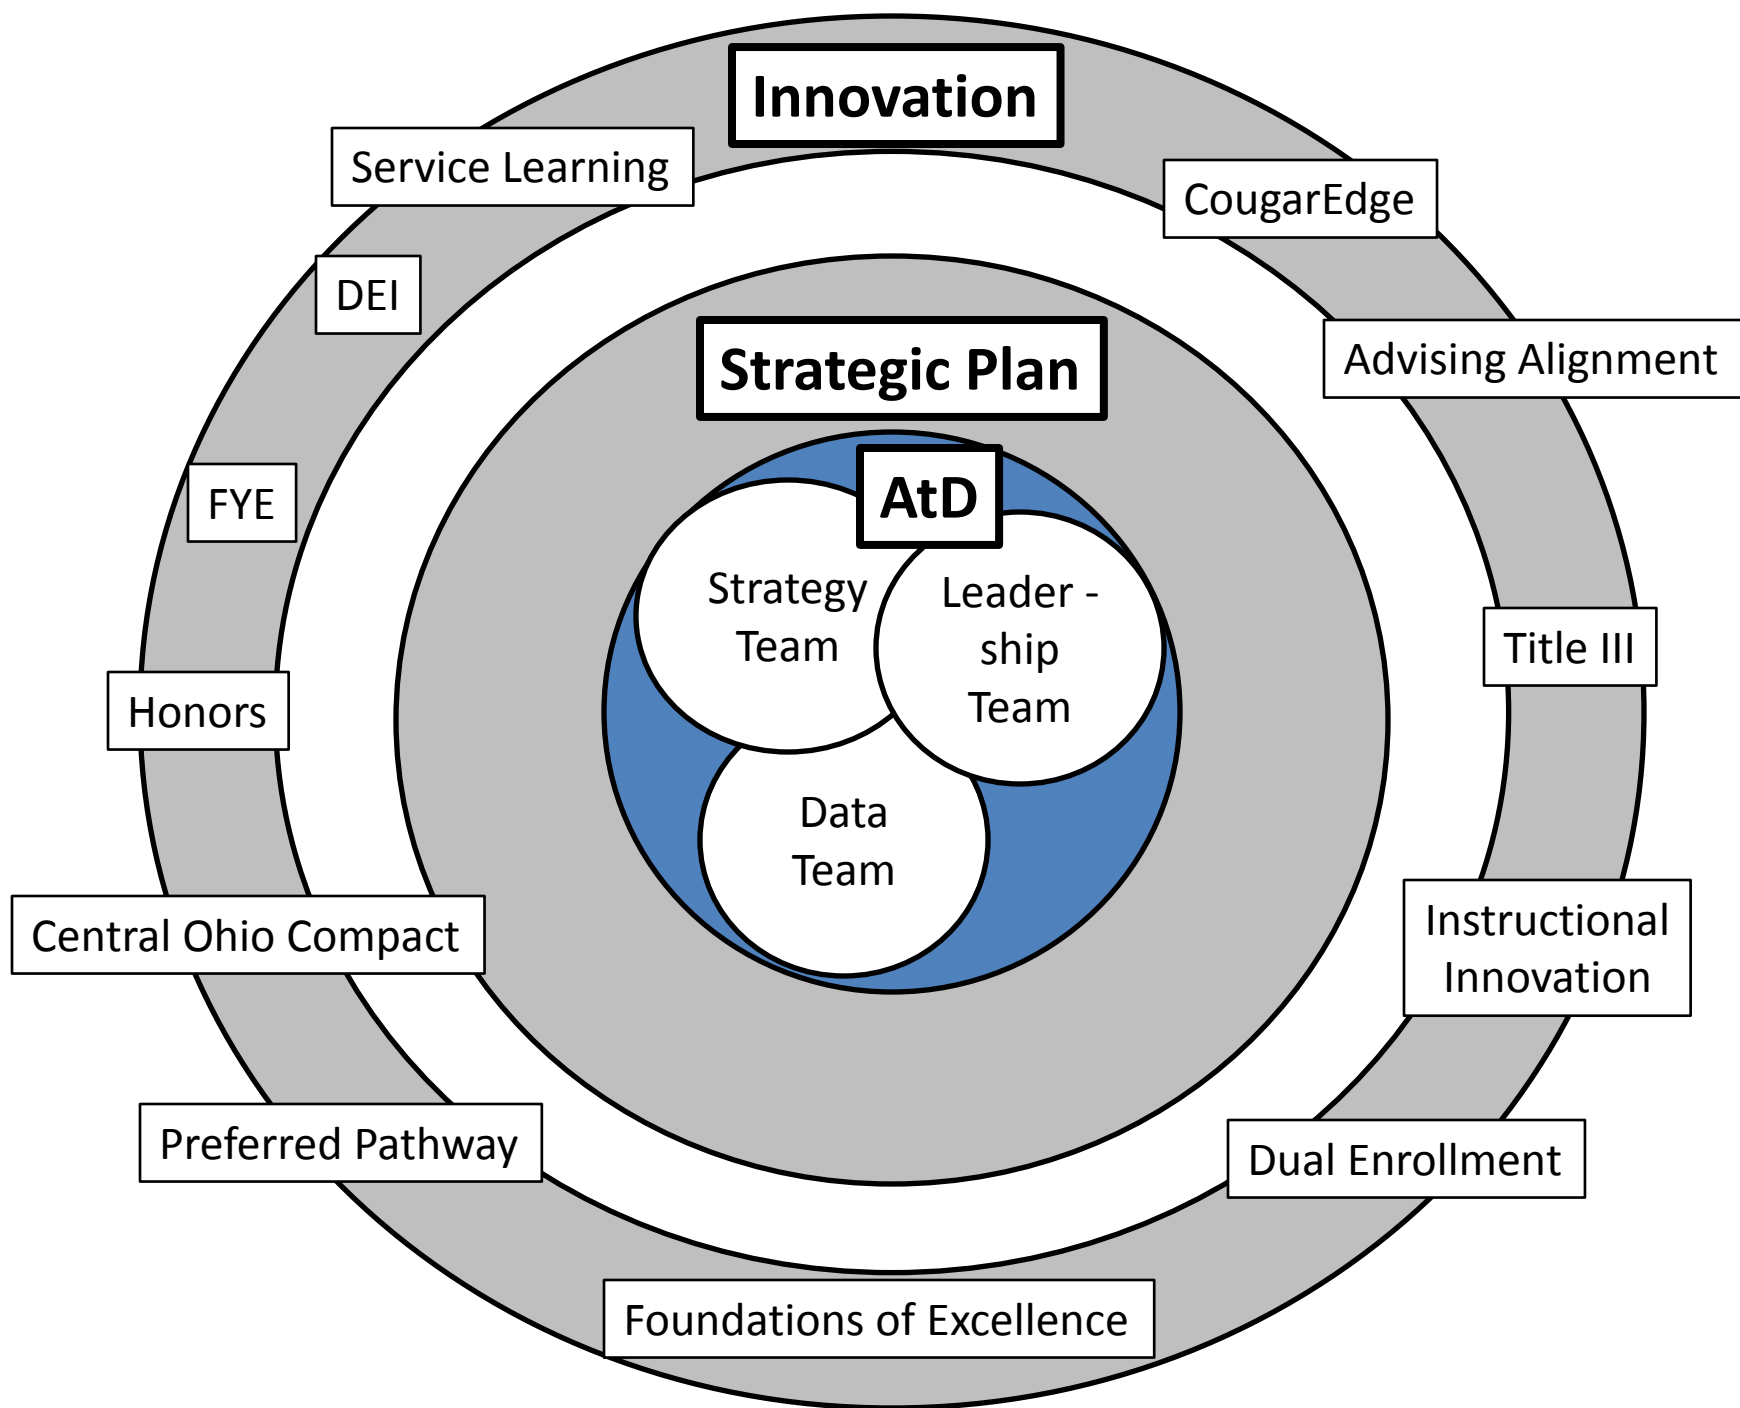 Innovation
Service Learning
CougarEdge
DEI
Advising Alignment
Strategic Plan
AtD
FYE
Strategy
Team
Leader -
ship
Team
Title III
Honors
Data
Team
Central Ohio Compact
Instructional
Innovation
Preferred Pathway
Dual Enrollment
Foundations of Excellence